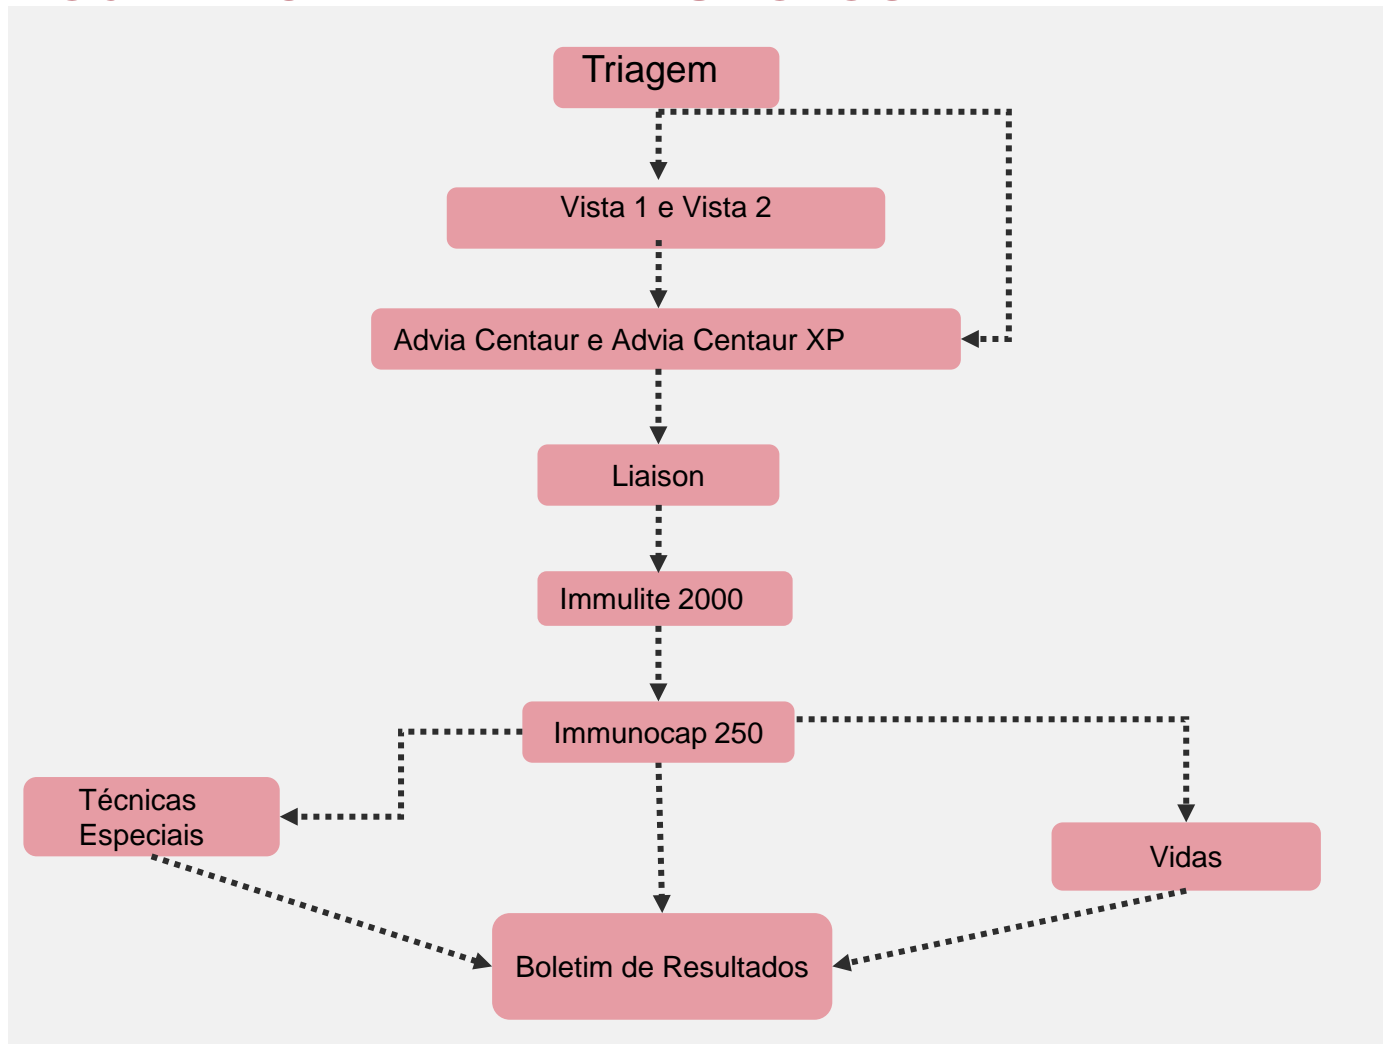 Triagem
Vista 1 e Vista 2
Advia Centaur e Advia Centaur XP
Liaison
Immulite 2000
Immunocap 250
Técnicas
Especiais
Vidas
Boletim de Resultados